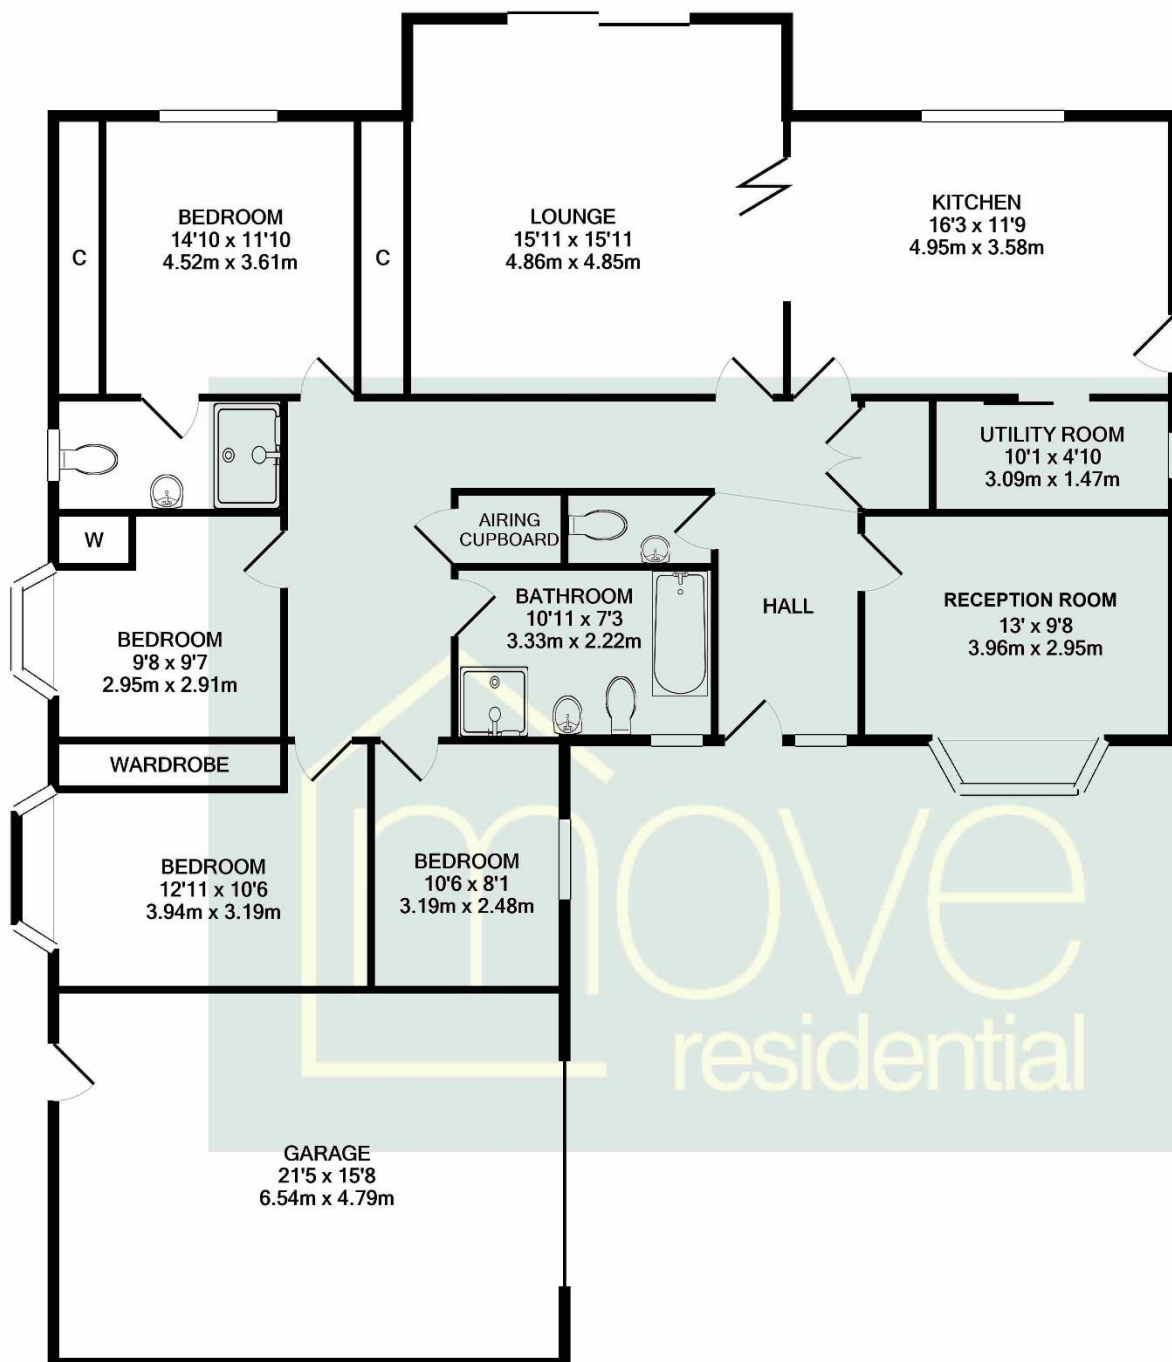 BEDROOM
14'10 x 11'10
4.52m x 3.61m
C
C
LOUNGE
15'11 x 15'11
4.86m x 4.85m
KITCHEN
16'3 x 11'9
4.95m x 3.58m
UTILITY ROOM
10'1 x 4'10
3.09m x 1.47m
AIRING
CUPBOARD
W
BEDROOM
9'8 x 9'7
2.95m x 2.91m
BATHROOM
10'11 x 7'3
3.33m x 2.22m
HALL
RECEPTION ROOM
13' x 9'8
3.96m x 2.95m
WARDROBE
BEDROOM
12'11 x 10'6
3.94m x 3.19m
BEDROOM
10'6 x 8'1
3.19m x 2.48m
move
residential
GARAGE
21'5 x 15'8
6.54m x 4.79m